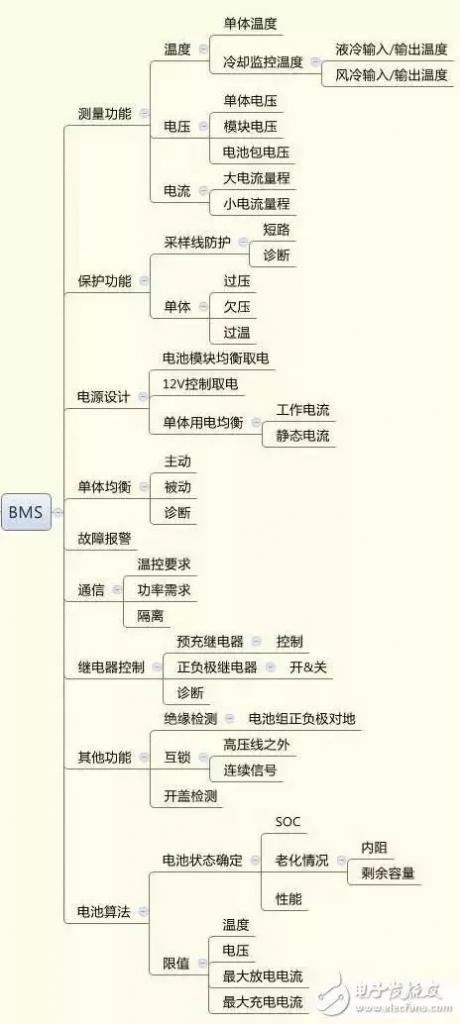 单体温度
温度
冷却监控温度
液冷输入/输出温度
风冷输入/输出温度
测量功能
单体电压
电压
模块电压
电池包电压
大电流量程
电流
小电流量程
短路
采样线防护
诊断
保护功能
过压
单体
欠压
过温
电池模块均衡取电
12V控制取电
电源设计
工作电流
单体用电均衡
静态电流
主动
单体均衡
被动
诊断
BMS
故障报警
温控要求
通信
功率需求
隔离
预充继电器
控制
继电器控制
正负极继电器
开&关
诊断
绝缘检测
电池组正负极对地
高压线之外
其他功能
互锁
连续信号
开盖检测
SOC
内阻
电池状态确定
老化情况
剩余容量
性能
电池算法
温度
电压
限值
最大放电电流
最大充电电流
电子发烧友
www.elecfans.com